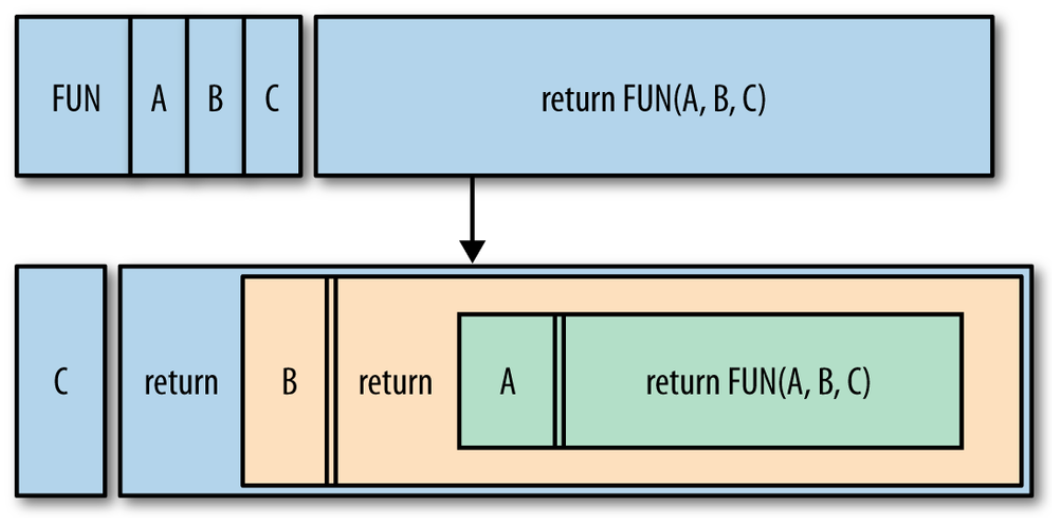 FUN A B C return FUN(A, B, C)
C return B return A return FUN(A, B, C)